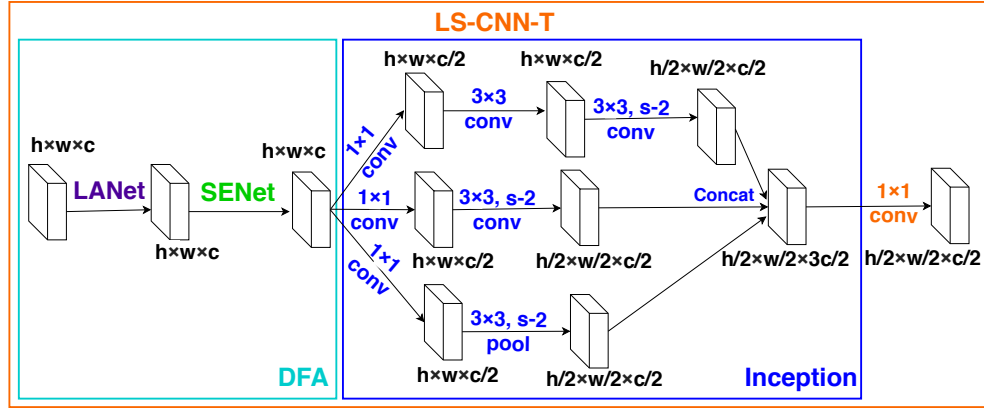 LS-CNN-T
h×w×c/2
h×w×c/2
h/2×w/2×c/2
3×3
conv
3×3, s-2
conv
1×1
conv
h×w×c
h×w×c
LANet
SENet
h×w×c
1×1
conv
3×3, s-2
conv
Concat
1×1
conv
h×w×c/2
h/2×w/2×c/2
h/2×w/2×3c/2
h/2×w/2×c/2
1×1
conv
3×3, s-2
pool
h×w×c/2
h/2×w/2×c/2
DFA
Inception